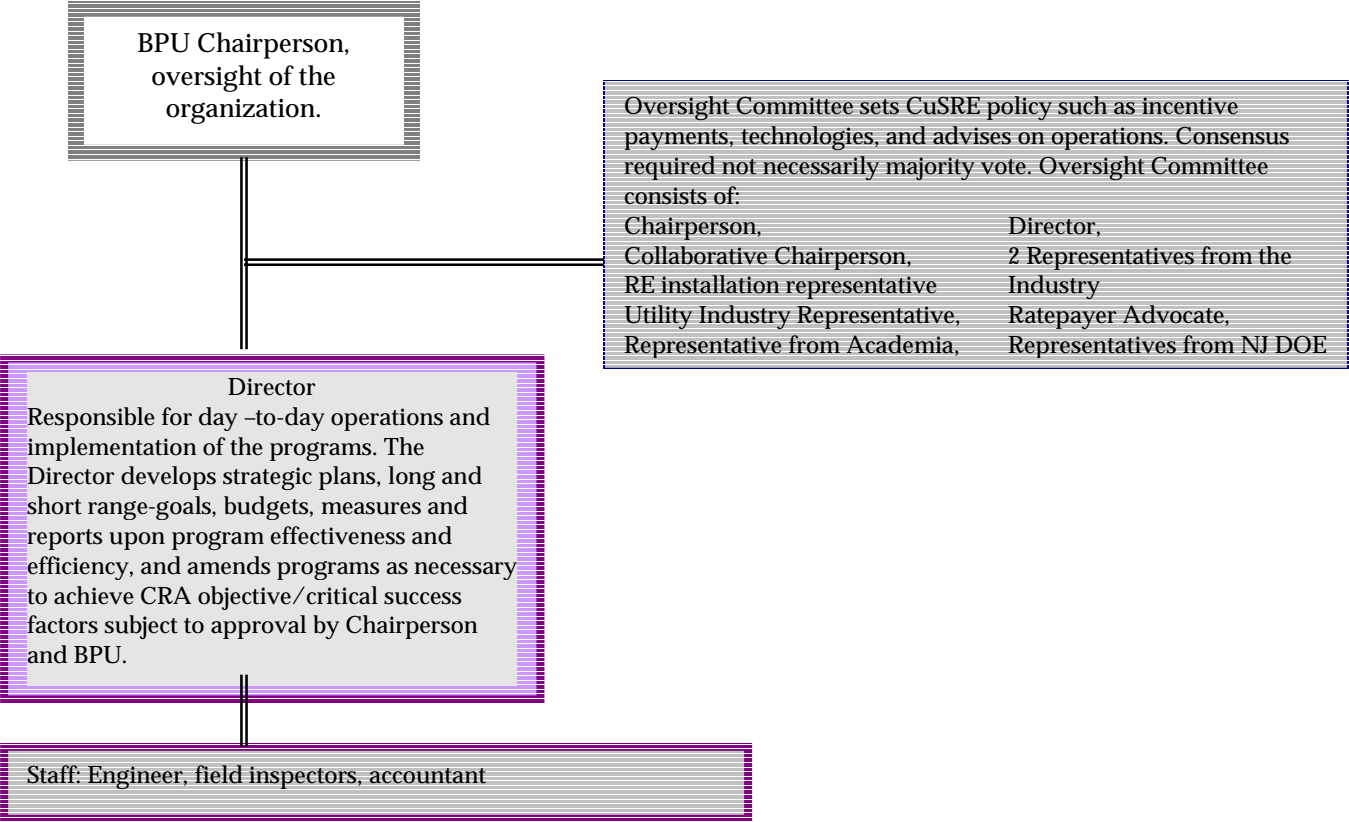 BPU Chairperson,
oversight of the
organization.
Oversight Committee sets CuSRE policy such as incentive
payments, technologies, and advises on operations. Consensus
required not necessarily majority vote. Oversight Committee
consists of:
Chairperson,
Collaborative Chairperson,
RE installation representative
Utility Industry Representative,
Representative from Academia,
Director,
2 Representatives from the
Industry
Ratepayer Advocate,
Representatives from NJ DOE
Director
Responsible for day –to-day operations and
implementation of the programs. The
Director develops strategic plans, long and
short range-goals, budgets, measures and
reports upon program effectiveness and
efficiency, and amends programs as necessary
to achieve CRA objective/critical success
factors subject to approval by Chairperson
and BPU.
Staff: Engineer, field inspectors, accountant